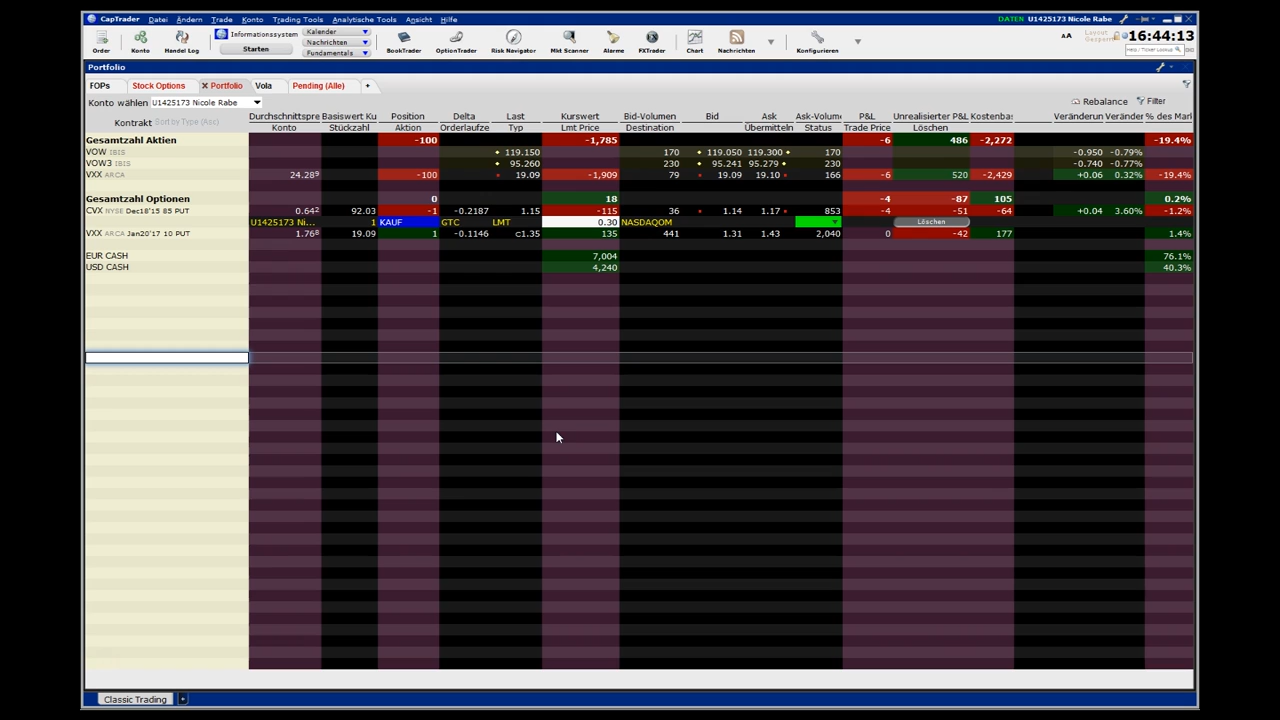 CapTrader Datei Ändern Trade Konto Trading Tools Analytische Tools Ansicht Hilfe DATEN U1425173 Nicole Rabe
Order Konto Handel Log Informationssystem Starten Kalender Nachrichten Fundamentals BookTrader OptionTrader Risk Navigator Mkt Scanner Alarme FXTrader Chart Nachrichten Konfigurieren AA Layout Gesperrt 16:44:13
Help / Ticker Lookup
Portfolio
FOPs Stock Options Portfolio Vola Pending (Alle) +
Konto wählen U1425173 Nicole Rabe Rebalance Filter
Kontrakt Sort by Type (Asc)
Durchschnittspre Basiswert Ku Position Delta Last Kurswert Bid-Volumen Bid Ask Ask-Volume P&L Unrealisierter P&L Kostenbas Veränderun Veränder % des Mark
Konto Stückzahl Aktion Orderlaufze Typ Lmt Price Destination Übermitteln Status Trade Price Löschen
Gesamtzahl Aktien -100 -1,785 -6 486 -2,272 -19.4%
VOW IBIS 119.150 170 119.050 119.300 170 -0.950 -0.79%
VOW3 IBIS 95.260 230 95.241 95.279 230 -0.740 -0.77%
VXX ARCA 24.289 -100 19.09 -1,909 79 19.09 19.10 166 -6 520 -2,429 +0.06 0.32% -19.4%
Gesamtzahl Optionen 0 18 -4 -87 105 0.2%
CVX NYSE Dec18'15 85 PUT 0.642 92.03 -1 -0.2187 1.15 -115 36 1.14 1.17 853 -4 -51 -64 +0.04 3.60% -1.2%
U1425173 Ni... 1 KAUF GTC LMT 0.30 NASDAQOM Löschen
VXX ARCA Jan20'17 10 PUT 1.768 19.09 1 -0.1146 c1.35 135 441 1.31 1.43 2,040 0 -42 177 1.4%
EUR CASH 7,004 76.1%
USD CASH 4,240 40.3%
Classic Trading +